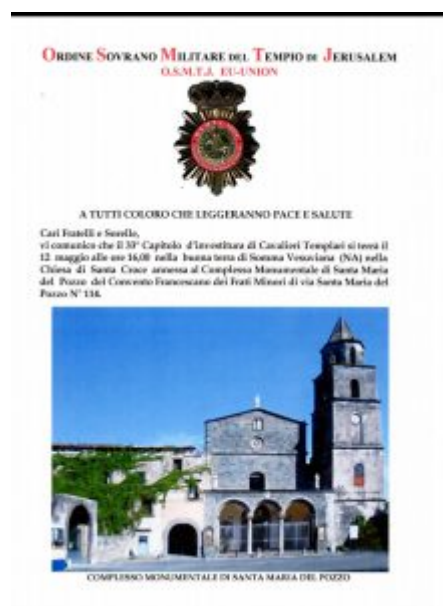 ORDINE SOVRANO MILITARE DEL TEMPIO DI JERUSALEM
O.S.M.T.J. EU-UNION
A TUTTI COLORO CHE LEGGERANNO PACE E SALUTE
Cari Fratelli e Sorelle,
vi comunico che il 33° Capitolo d'investitura di Cavalieri Templari si terrà il
12 maggio alle ore 16,00 nella buona terra di Somma Vesuviana (NA) nella
Chiesa di Santa Croce annessa al Complesso Monumentale di Santa Maria
del Pozzo del Convento Francescano dei Frati Minori di via Santa Maria del
Pozzo N° 114.
COMPLESSO MONUMENTALE DI SANTA MARIA DEL POZZO